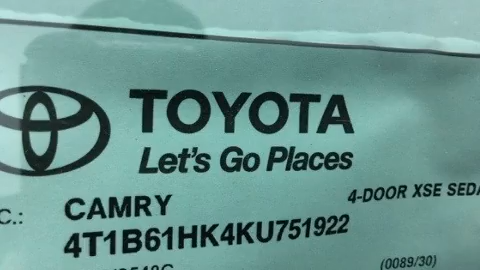 TOYOTA
Let's Go Places
C.: CAMRY 4-DOOR XSE SEDA
4T1B61HK4KU751922
(0089/30)